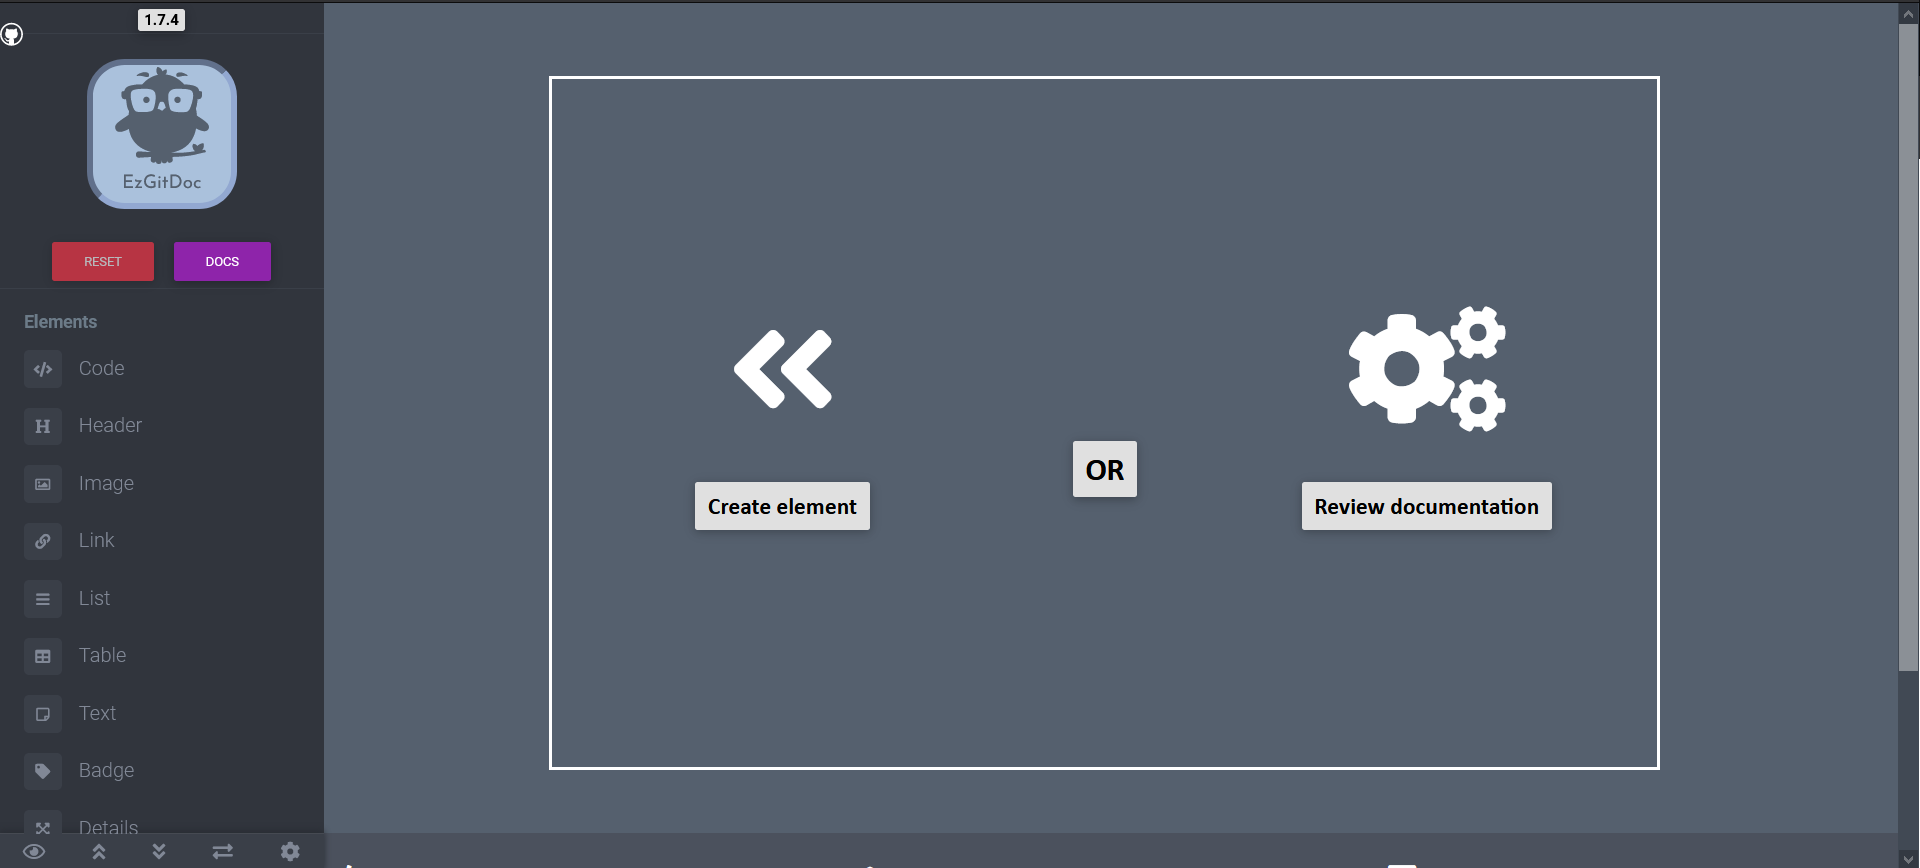 1.7.4
EzGitDoc
RESET
DOCS
Elements
Code
Header
Image
Link
List
Table
Text
Badge
Details
Create element
OR
Review documentation